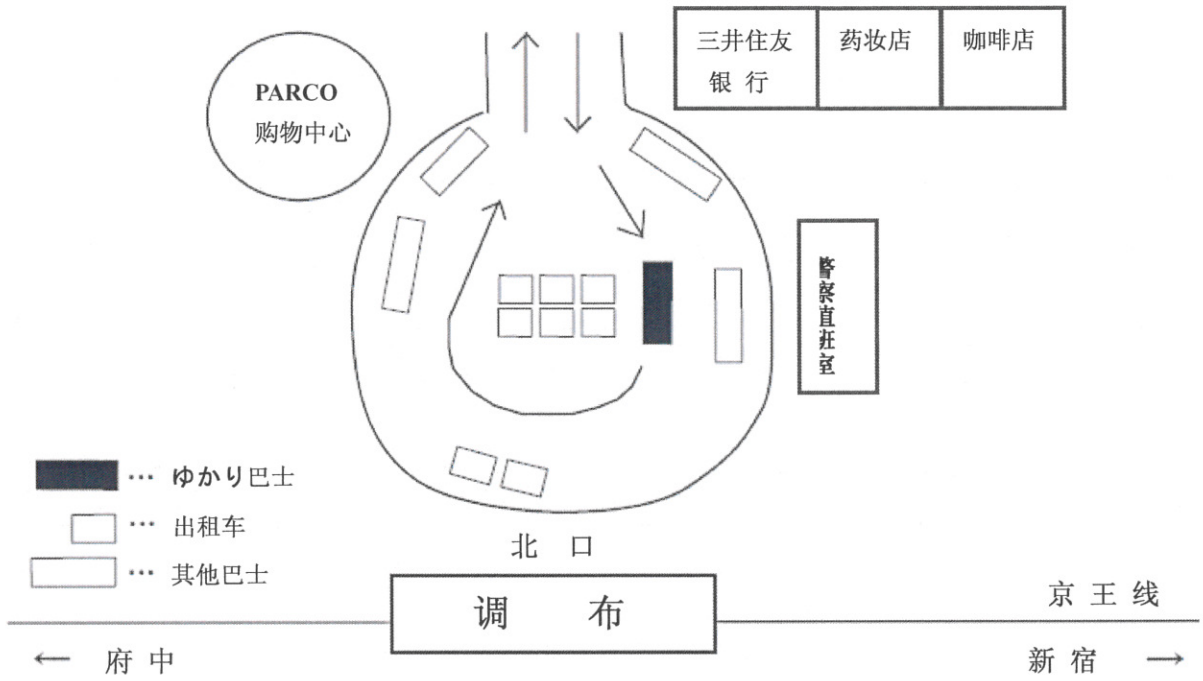 三井住友
银 行
药妆店
咖啡店
PARCO
购物中心
警察值班室
… ゆかり巴士
… 出租车
… 其他巴士
北 口
调 布
京 王 线
← 府 中
新 宿 →